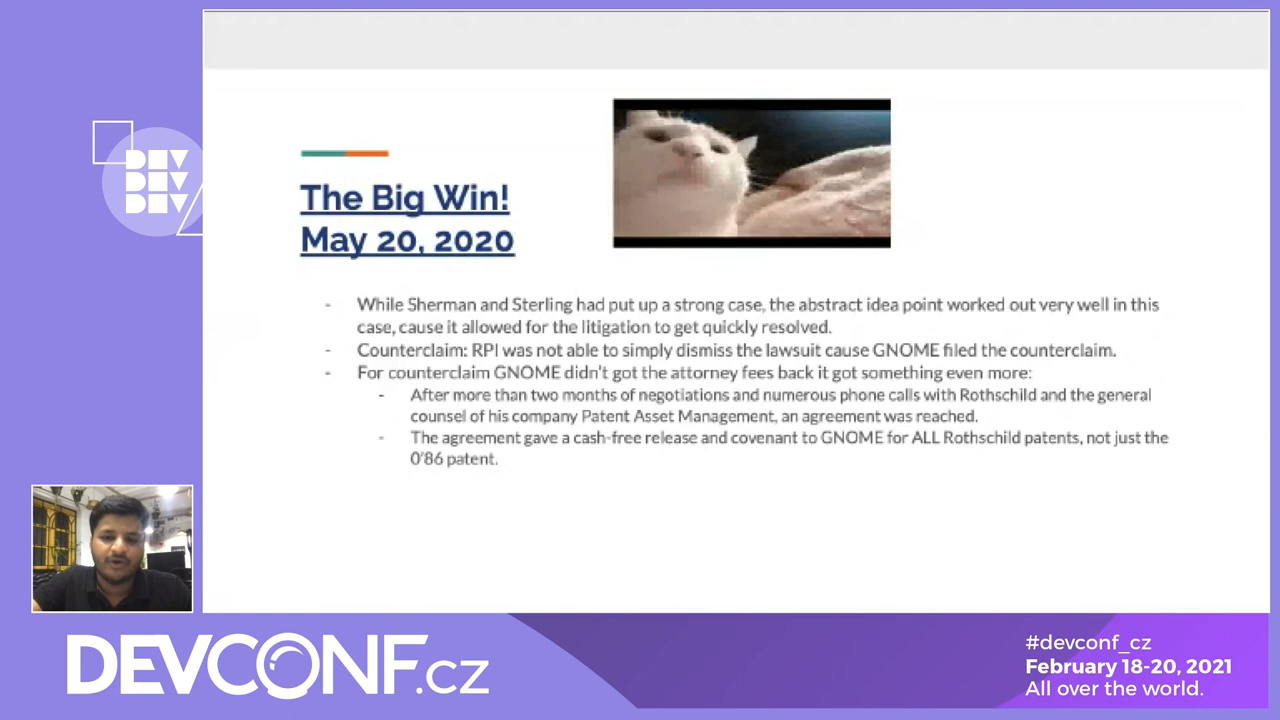 DEV
DEV
DEV
The Big Win!
May 20, 2020
- While Sherman and Sterling had put up a strong case, the abstract idea point worked out very well in this
case, cause it allowed for the litigation to get quickly resolved.
- Counterclaim: RPI was not able to simply dismiss the lawsuit cause GNOME filed the counterclaim.
- For counterclaim GNOME didn't got the attorney fees back it got something even more:
- After more than two months of negotiations and numerous phone calls with Rothschild and the general
counsel of his company Patent Asset Management, an agreement was reached.
- The agreement gave a cash-free release and covenant to GNOME for ALL Rothschild patents, not just the
0'86 patent.
DEVCONF.cz
#devconf_cz
February 18-20, 2021
All over the world.